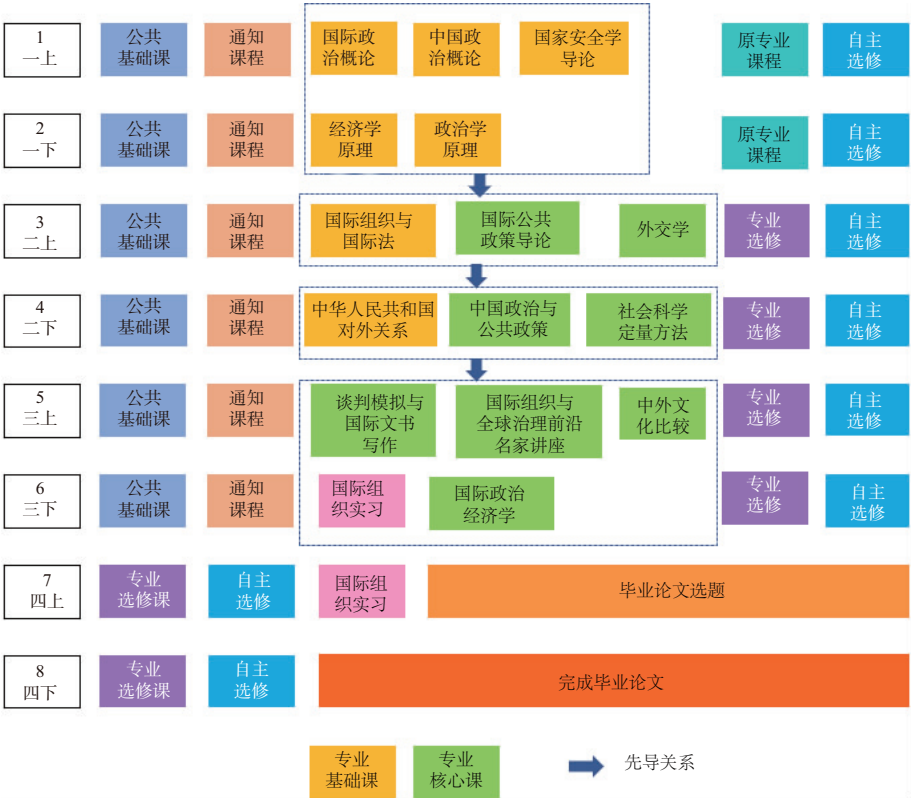 1
一上
公共
基础课
通知
课程
国际政
治概论
中国政
治概论
国家安全学
导论
原专业
课程
自主
选修
2
一下
公共
基础课
通知
课程
经济学
原理
政治学
原理
原专业
课程
自主
选修
3
二上
公共
基础课
通知
课程
国际组织与
国际法
国际公共
政策导论
外交学
专业
选修
自主
选修
4
二下
公共
基础课
通知
课程
中华人民共和国
对外关系
中国政治与
公共政策
社会科学
定量方法
专业
选修
自主
选修
5
三上
公共
基础课
通知
课程
谈判模拟与
国际文书
写作
国际组织与
全球治理前沿
名家讲座
中外文
化比较
专业
选修
自主
选修
6
三下
公共
基础课
通知
课程
国际组
织实习
国际政治
经济学
专业
选修
自主
选修
7
四上
专业
选修课
自主
选修
国际组
织实习
毕业论文选题
8
四下
专业
选修课
自主
选修
完成毕业论文
专业
基础课
专业
核心课
先导关系